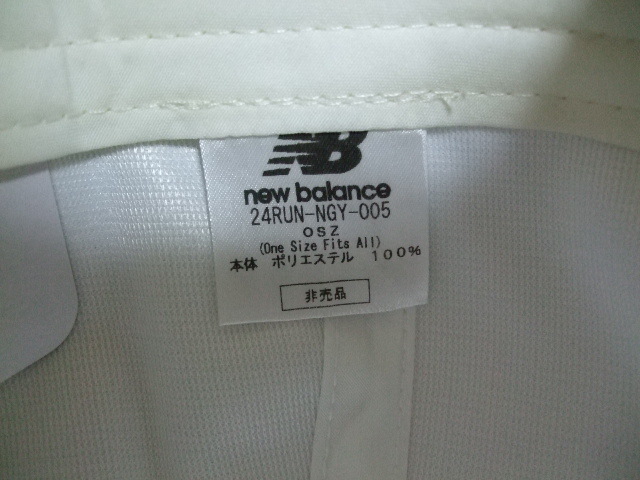 NB
new balance
24RUN-NGY-005
OSZ
(One Size Fits All)
本体 ポリエステル 100%
非売品